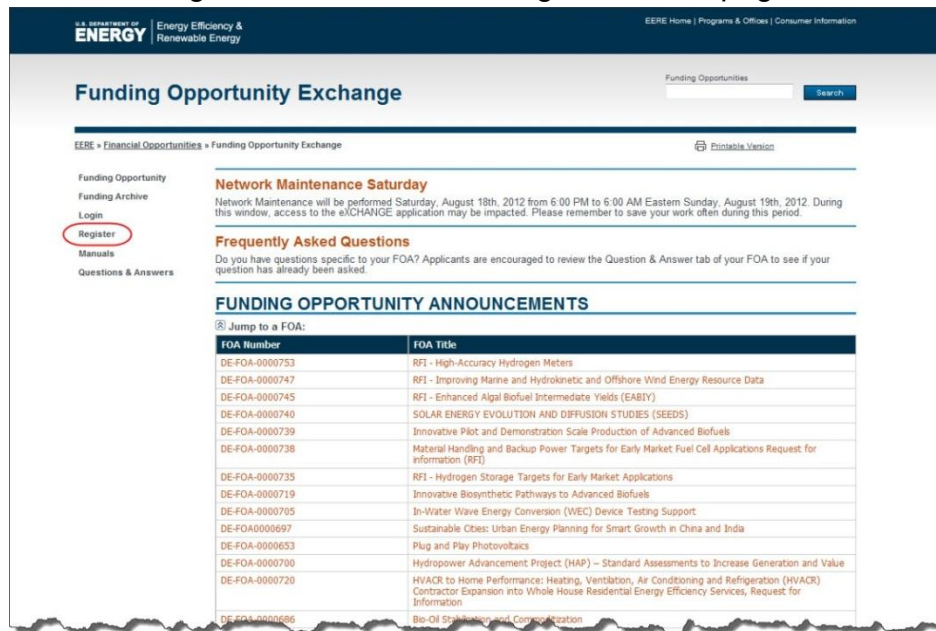 U.S. DEPARTMENT OF
ENERGY
Energy Efficiency &
Renewable Energy
EERE Home | Programs & Offices | Consumer Information
Funding Opportunity Exchange
Funding Opportunities
Search
EERE » Financial Opportunities » Funding Opportunity Exchange
Printable Version
Funding Opportunity
Funding Archive
Login
Register
Manuals
Questions & Answers
Network Maintenance Saturday
Network Maintenance will be performed Saturday, August 18th, 2012 from 6:00 PM to 6:00 AM Eastern Sunday, August 19th, 2012. During
this window, access to the eXCHANGE application may be impacted. Please remember to save your work often during this period.
Frequently Asked Questions
Do you have questions specific to your FOA? Applicants are encouraged to review the Question & Answer tab of your FOA to see if your
question has already been asked.
FUNDING OPPORTUNITY ANNOUNCEMENTS
Jump to a FOA:
FOA Number FOA Title
DE-FOA-0000753 RFI - High-Accuracy Hydrogen Meters
DE-FOA-0000747 RFI - Improving Marine and Hydrokinetic and Offshore Wind Energy Resource Data
DE-FOA-0000745 RFI - Enhanced Algal Biofuel Intermediate Yields (EABIY)
DE-FOA-0000740 SOLAR ENERGY EVOLUTION AND DIFFUSION STUDIES (SEEDS)
DE-FOA-0000739 Innovative Pilot and Demonstration Scale Production of Advanced Biofuels
DE-FOA-0000738 Material Handling and Backup Power Targets for Early Market Fuel Cell Applications Request for
information (RFI)
DE-FOA-0000735 RFI - Hydrogen Storage Targets for Early Market Applications
DE-FOA-0000719 Innovative Biosynthetic Pathways to Advanced Biofuels
DE-FOA-0000705 In-Water Wave Energy Conversion (WEC) Device Testing Support
DE-FOA0000697 Sustainable Cities: Urban Energy Planning for Smart Growth in China and India
DE-FOA-0000653 Plug and Play Photovoltaics
DE-FOA-0000700 Hydropower Advancement Project (HAP) – Standard Assessments to Increase Generation and Value
DE-FOA-0000720 HVACR to Home Performance: Heating, Ventilation, Air Conditioning and Refrigeration (HVACR)
Contractor Expansion into Whole House Residential Energy Efficiency Services, Request for
Information
DE-FOA-0000686 Bio-Oil Stabilization and Commoditization